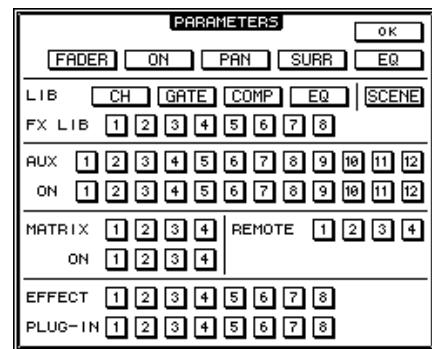 PARAMETERS
OK
FADER ON PAN SURR EQ
LIB CH GATE COMP EQ SCENE
FX LIB 1 2 3 4 5 6 7 8
AUX 1 2 3 4 5 6 7 8 9 10 11 12
ON 1 2 3 4 5 6 7 8 9 10 11 12
MATRIX 1 2 3 4 REMOTE 1 2 3 4
ON 1 2 3 4
EFFECT 1 2 3 4 5 6 7 8
PLUG-IN 1 2 3 4 5 6 7 8